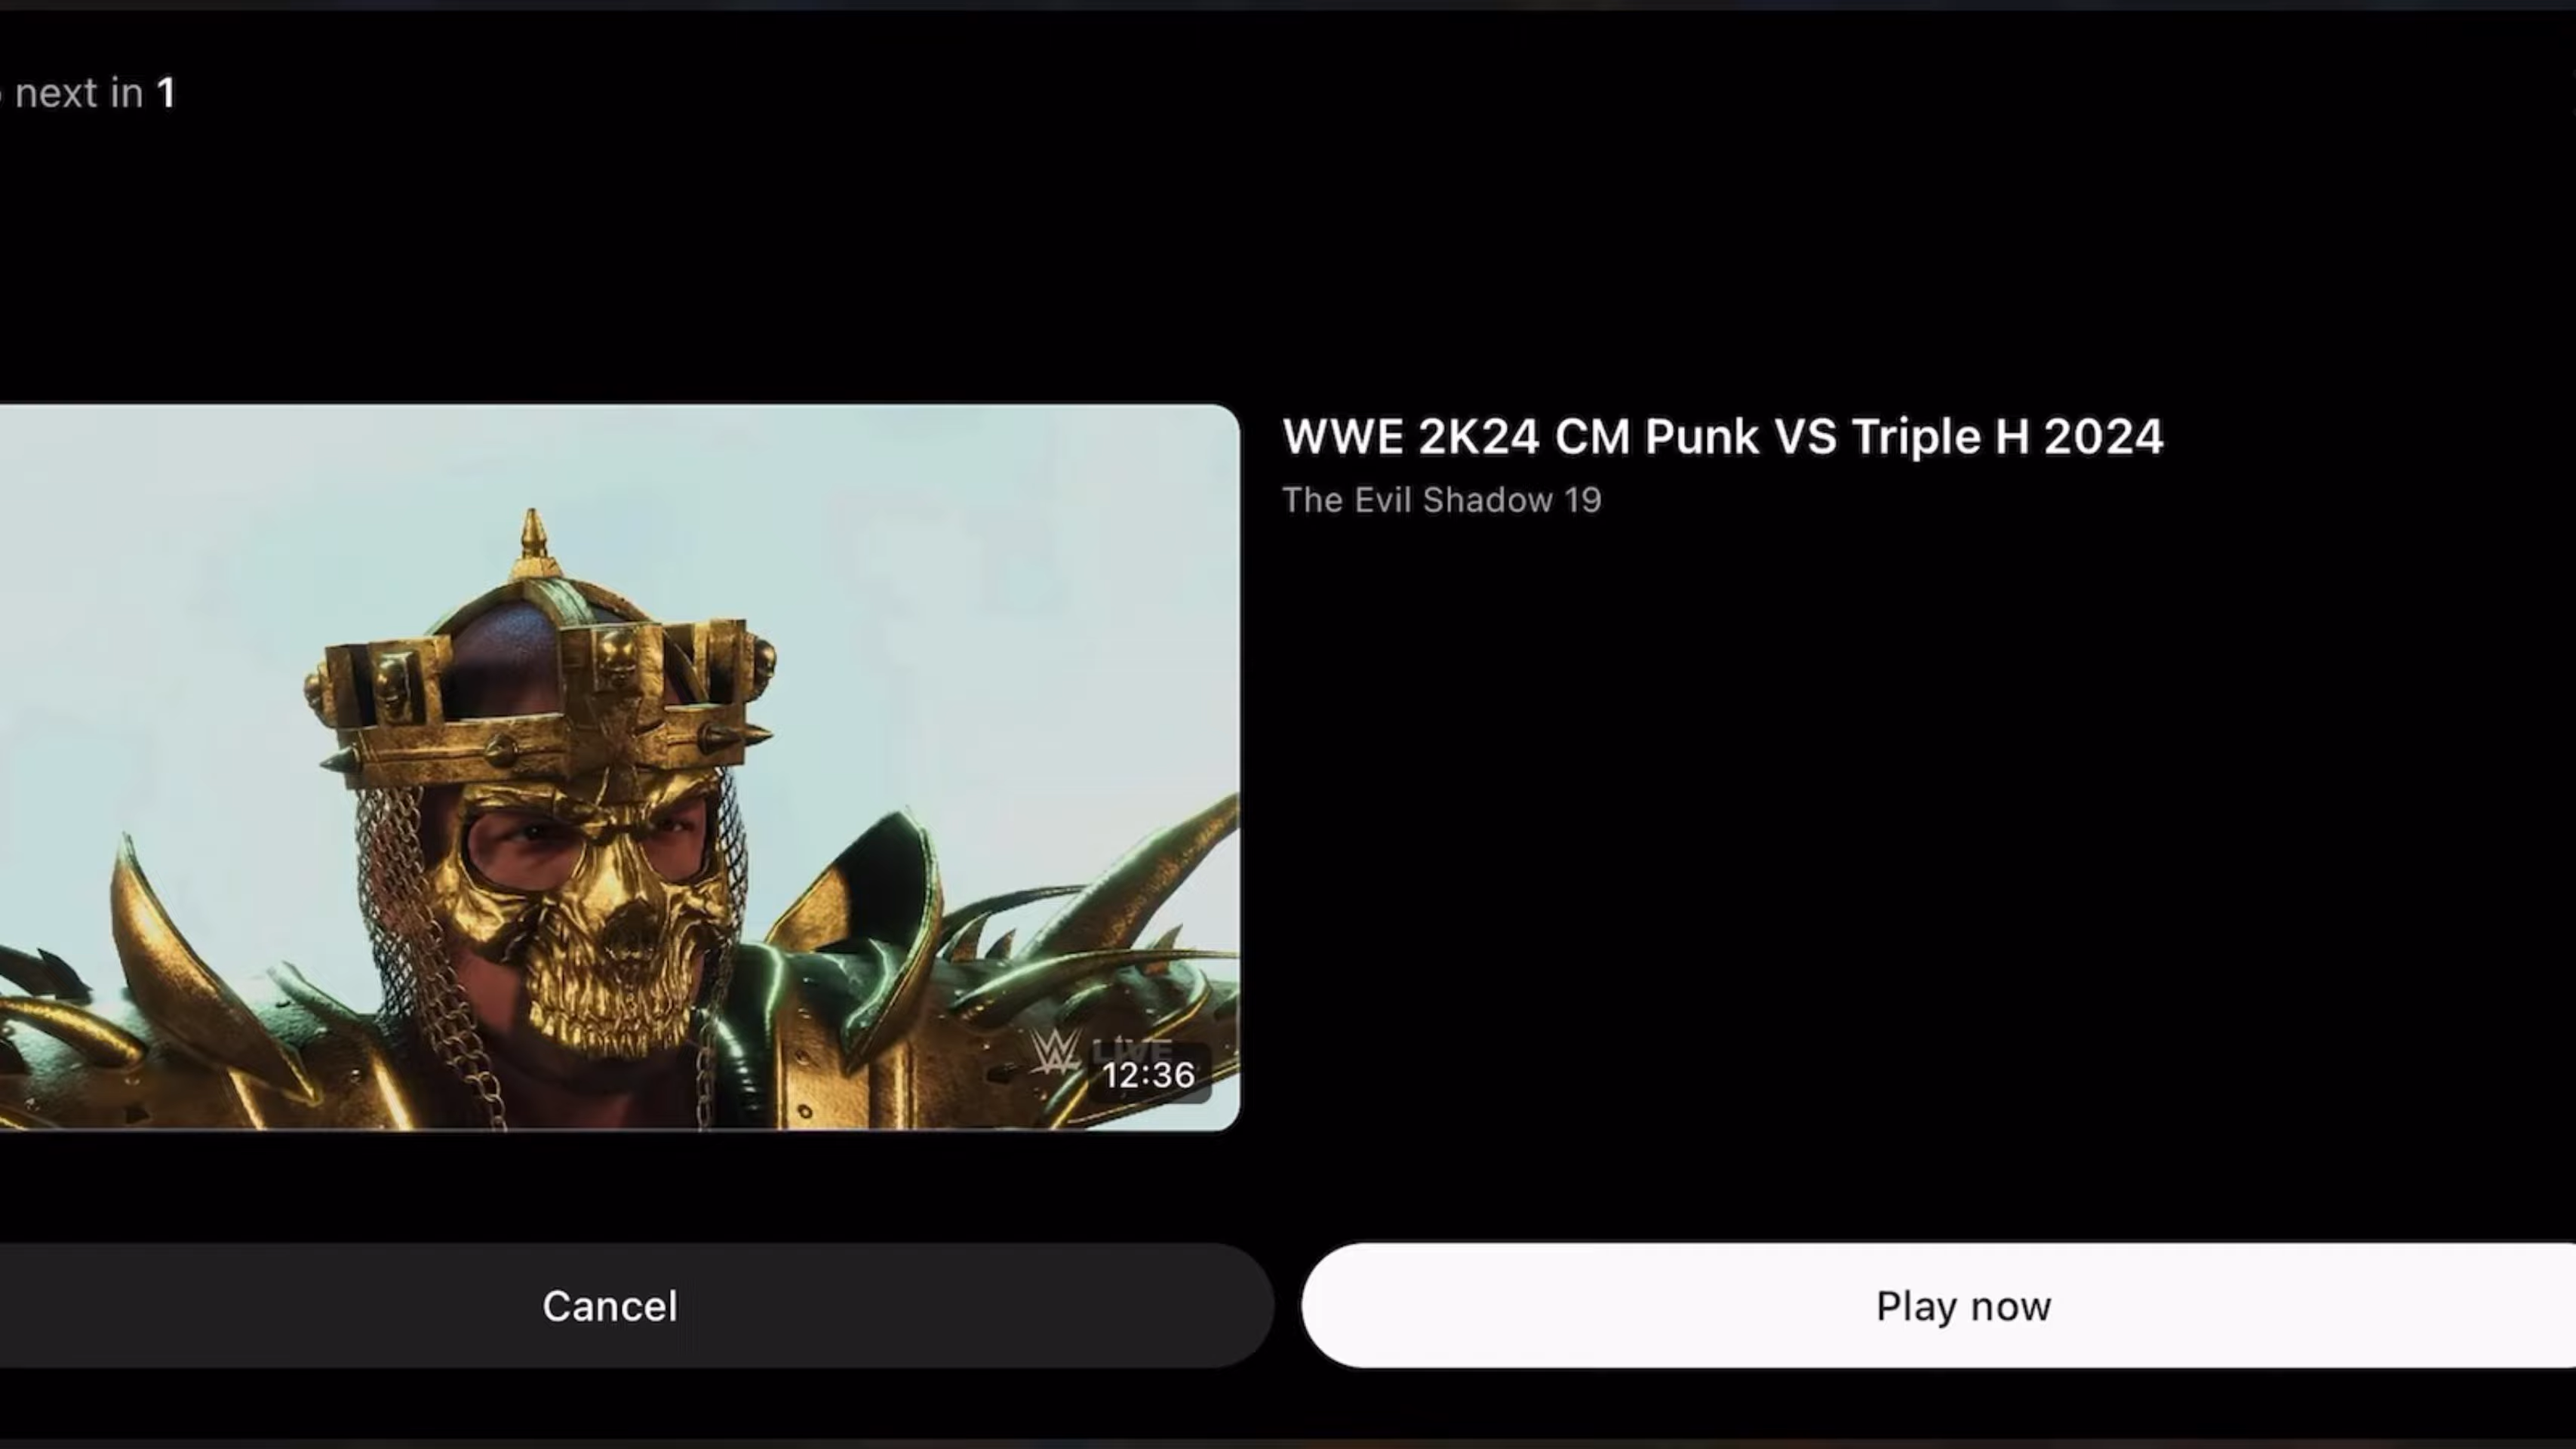 next in 1
WWE 2K24 CM Punk VS Triple H 2024
The Evil Shadow 19
LIVE
12:36
Cancel
Play now